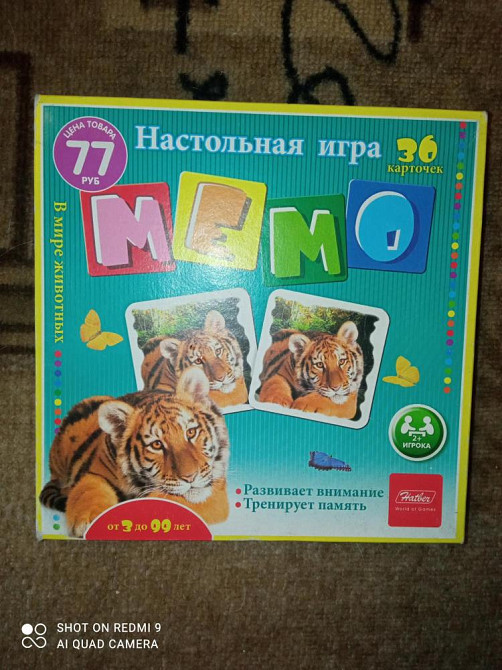 ЦЕНА ТОВАРА
77
РУБ
Настольная игра
36
карточек
МЕМО
В мире животных
2+
ИГРОКА
• Развивает внимание
• Тренирует память
Hatber
World of Games
от 3 до 99 лет
SHOT ON REDMI 9
AI QUAD CAMERA